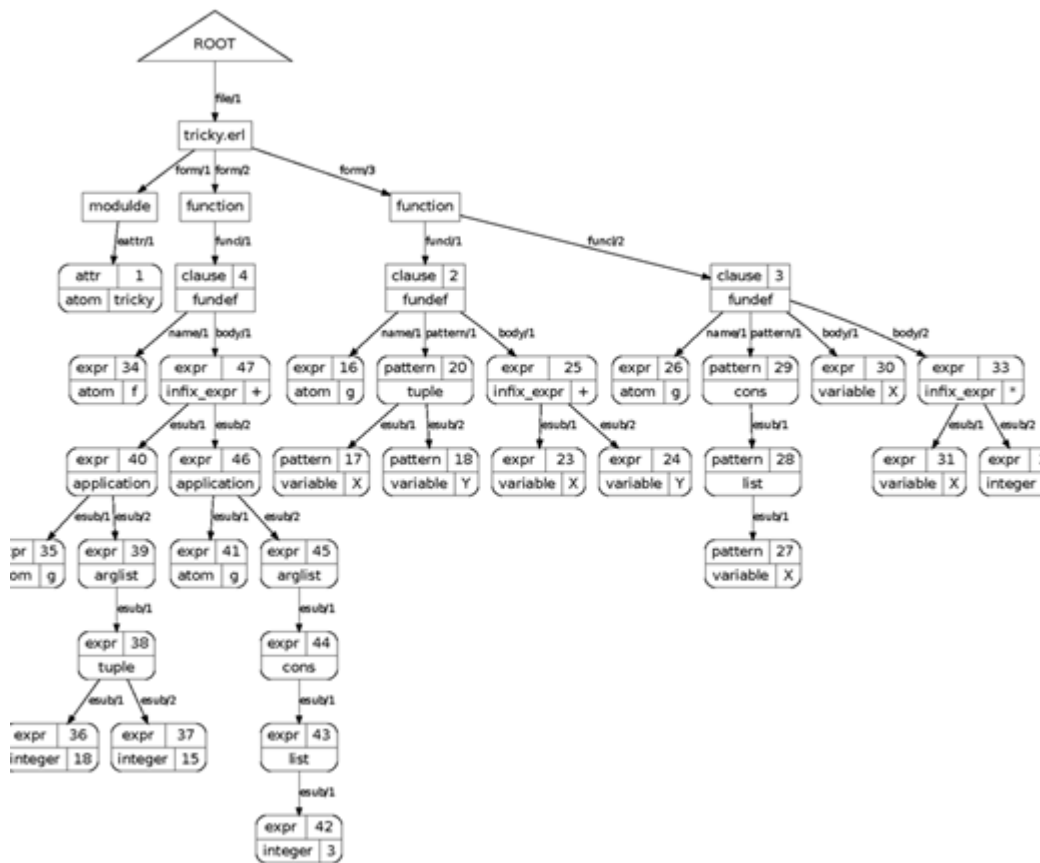 ROOT
file/1
tricky.erl
form/1 form/2 form/3
modulde function function
eattr/1 funcl/1 funcl/1 funcl/2
attr 1 clause 4 clause 2 clause 3
atom tricky fundef fundef fundef
name/1 body/1 name/1 pattern/1 body/1 name/1 pattern/1 body/1 body/2
expr 34 expr 47 expr 16 pattern 20 expr 25 expr 26 pattern 29 expr 30 expr 33
atom f infix_expr + atom g tuple infix_expr + atom g cons variable X infix_expr *
esub/1 esub/2 esub/1 esub/2 esub/1 esub/2 esub/1 esub/1 esub/2
expr 40 expr 46 pattern 17 pattern 18 expr 23 expr 24 pattern 28 expr 31 expr
application application variable X variable Y variable X variable Y list variable X integer
esub/1 esub/2 esub/1 esub/2 esub/1
35 expr 39 expr 41 expr 45 pattern 27
g arglist atom g arglist variable X
esub/1 esub/1
expr 38 expr 44
tuple cons
esub/1 esub/2 esub/1
expr 36 expr 37 expr 43
integer 18 integer 15 list
esub/1
expr 42
integer 3